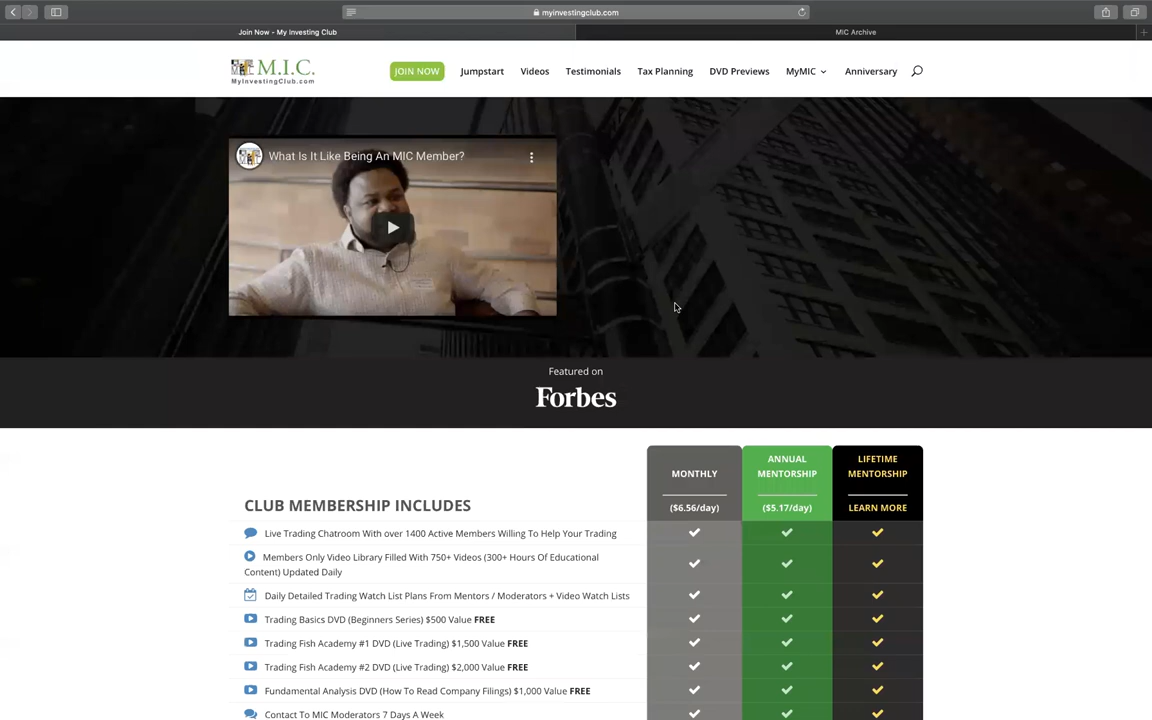 myinvestingclub.com
Join Now - My Investing Club
MIC Archive
M.I.C.
MyInvestingClub.com
JOIN NOW
Jumpstart
Videos
Testimonials
Tax Planning
DVD Previews
MyMIC
Anniversary
What Is It Like Being An MIC Member?
Featured on
Forbes
CLUB MEMBERSHIP INCLUDES
MONTHLY
($6.56/day)
ANNUAL
MENTORSHIP
($5.17/day)
LIFETIME
MENTORSHIP
LEARN MORE
Live Trading Chatroom With over 1400 Active Members Willing To Help Your Trading
Members Only Video Library Filled With 750+ Videos (300+ Hours Of Educational
Content) Updated Daily
Daily Detailed Trading Watch List Plans From Mentors / Moderators + Video Watch Lists
Trading Basics DVD (Beginners Series) $500 Value FREE
Trading Fish Academy #1 DVD (Live Trading) $1,500 Value FREE
Trading Fish Academy #2 DVD (Live Trading) $2,000 Value FREE
Fundamental Analysis DVD (How To Read Company Filings) $1,000 Value FREE
Contact To MIC Moderators 7 Days A Week